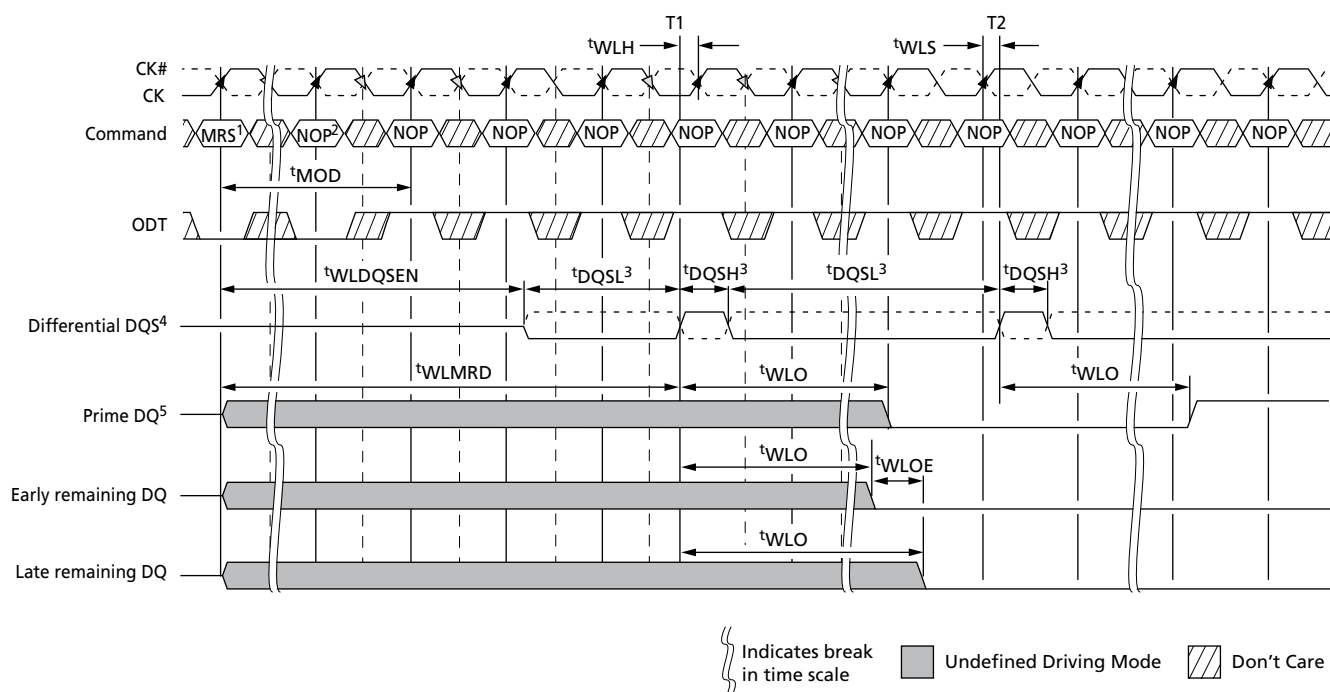 T1 T2
tWLH tWLS
CK#
CK
Command MRS1 NOP2 NOP NOP NOP NOP NOP NOP NOP NOP NOP NOP
tMOD
ODT
tWLDQSEN tDQSL3 tDQSH3 tDQSL3 tDQSH3
Differential DQS4
tWLMRD tWLO tWLO
Prime DQ5
tWLO tWLOE
Early remaining DQ
tWLO
Late remaining DQ
Indicates break
in time scale
Undefined Driving Mode
Don't Care